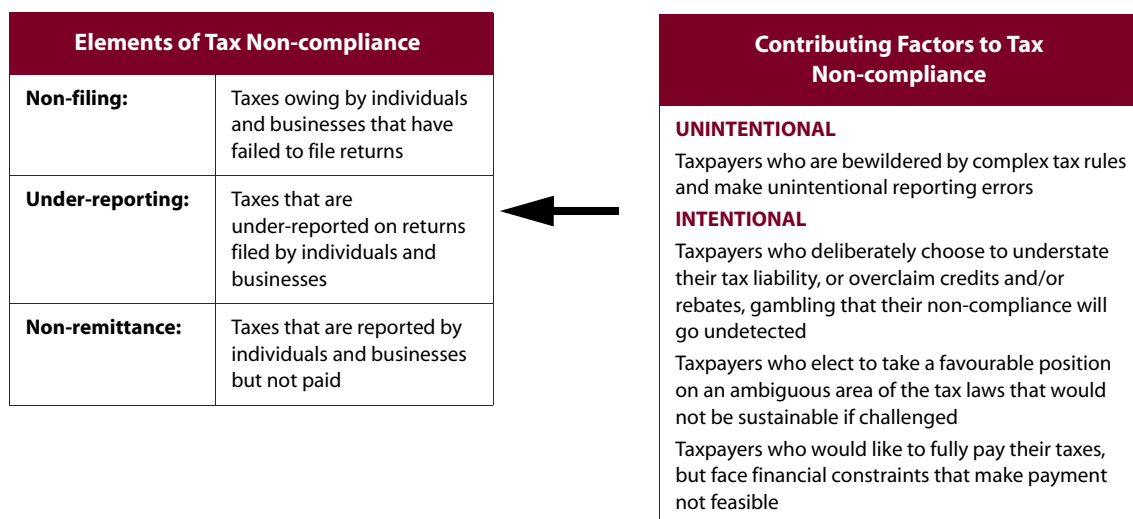 Elements of Tax Non-compliance
Non-filing:
Taxes owing by individuals
and businesses that have
failed to file returns
Under-reporting:
Taxes that are
under-reported on returns
filed by individuals and
businesses
Non-remittance:
Taxes that are reported by
individuals and businesses
but not paid
Contributing Factors to Tax
Non-compliance
UNINTENTIONAL
Taxpayers who are bewildered by complex tax rules
and make unintentional reporting errors
INTENTIONAL
Taxpayers who deliberately choose to understate
their tax liability, or overclaim credits and/or
rebates, gambling that their non-compliance will
go undetected
Taxpayers who elect to take a favourable position
on an ambiguous area of the tax laws that would
not be sustainable if challenged
Taxpayers who would like to fully pay their taxes,
but face financial constraints that make payment
not feasible